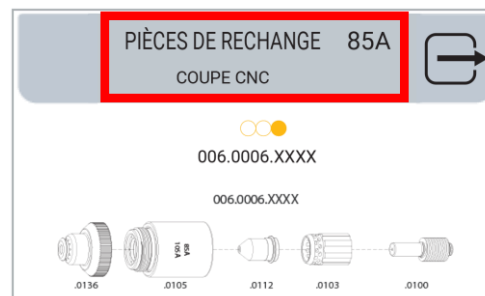 PIÈCES DE RECHANGE 85A
COUPE CNC
006.0006.XXXX
006.0006.XXXX
85A
105A
.0136 .0105 .0112 .0103 .0100